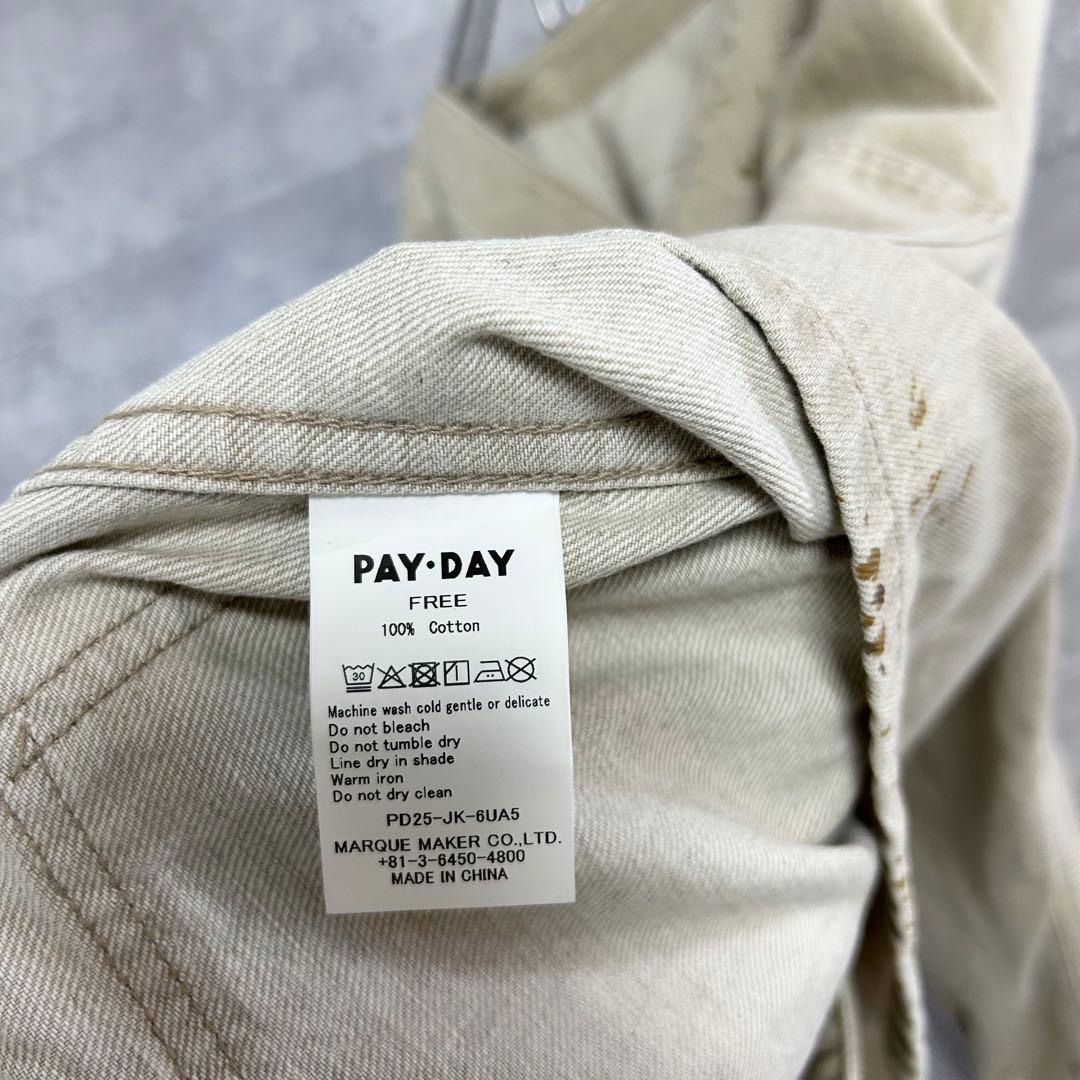 PAY•DAY
FREE
100% Cotton
30
Machine wash cold gentle or delicate
Do not bleach
Do not tumble dry
Line dry in shade
Warm iron
Do not dry clean
PD25-JK-6UA5
MARQUE MAKER CO.,LTD.
+81-3-6450-4800
MADE IN CHINA